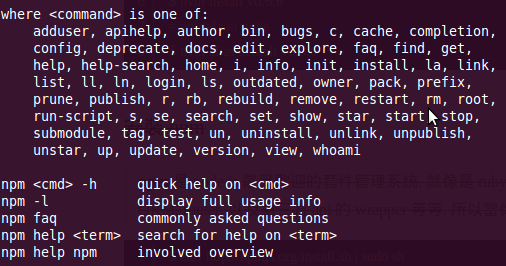 where <command> is one of:
    adduser, apihelp, author, bin, bugs, c, cache, completion,
    config, deprecate, docs, edit, explore, faq, find, get,
    help, help-search, home, i, info, init, install, la, link,
    list, ll, ln, login, ls, outdated, owner, pack, prefix,
    prune, publish, r, rb, rebuild, remove, restart, rm, root,
    run-script, s, se, search, set, show, star, start, stop,
    submodule, tag, test, un, uninstall, unlink, unpublish,
    unstar, up, update, version, view, whoami
npm <cmd> -h     quick help on <cmd>
npm -l           display full usage info
npm faq          commonly asked questions
npm help <term>  search for help on <term>
npm help npm     involved overview